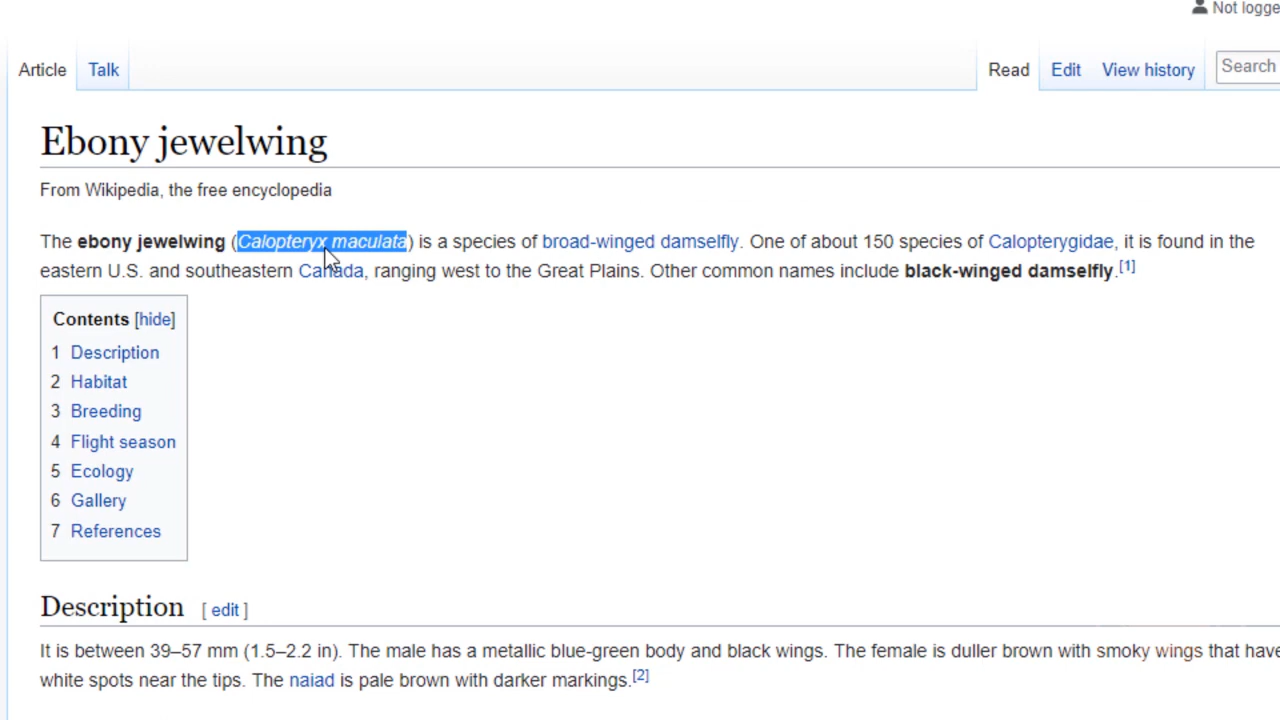 Not logge
Article Talk Read Edit View history Search
Ebony jewelwing
From Wikipedia, the free encyclopedia
The ebony jewelwing (Calopteryx maculata) is a species of broad-winged damselfly. One of about 150 species of Calopterygidae, it is found in the
eastern U.S. and southeastern Canada, ranging west to the Great Plains. Other common names include black-winged damselfly.[1]
Contents [hide]
1 Description
2 Habitat
3 Breeding
4 Flight season
5 Ecology
6 Gallery
7 References
Description [ edit ]
It is between 39–57 mm (1.5–2.2 in). The male has a metallic blue-green body and black wings. The female is duller brown with smoky wings that have
white spots near the tips. The naiad is pale brown with darker markings.[2]